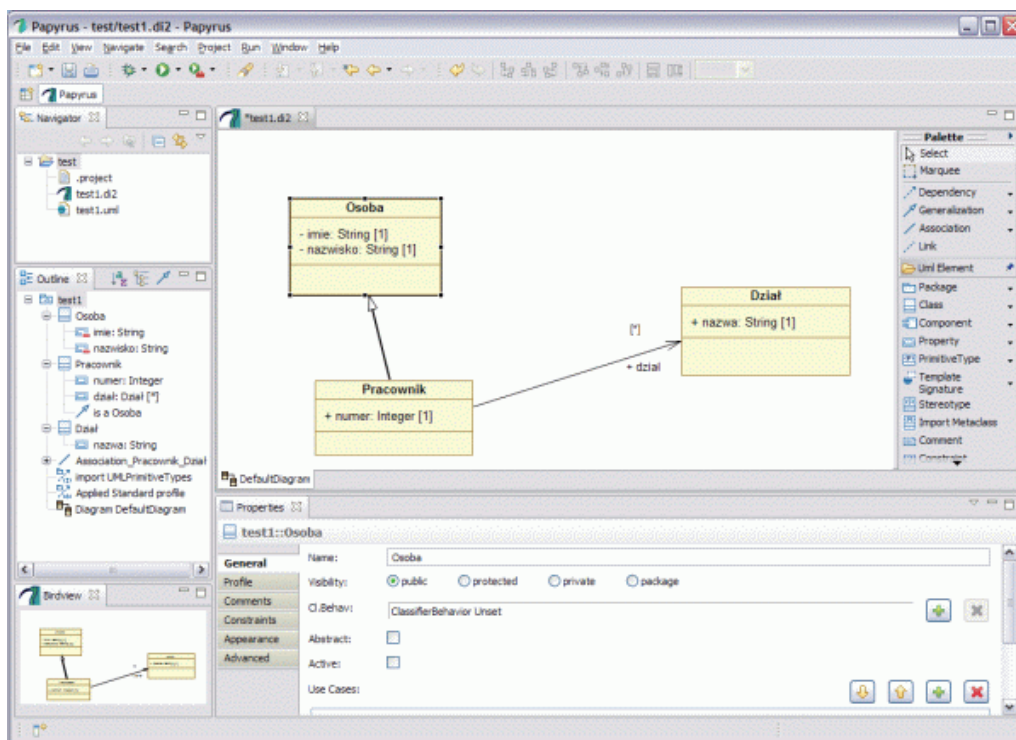 Papyrus - test/test1.di2 - Papyrus
File Edit View Navigate Search Project Run Window Help
Papyrus
Navigator
test
.project
test1.di2
test1.uml
*test1.di2
Osoba
- imie: String [1]
- nazwisko: String [1]
Dział
+ nazwa: String [1]
[*]
+ dzial
Pracownik
+ numer: Integer [1]
DefaultDiagram
Palette
Select
Marquee
Dependency
Generalization
Association
Link
Uml Element
Package
Class
Component
Property
PrimitiveType
Template
Signature
Stereotype
Import Metaclass
Comment
Constraint
Outline
test1
Osoba
imie: String
nazwisko: String
Pracownik
numer: Integer
dział: Dział [*]
is a Osoba
Dział
nazwa: String
Association_Pracownik_Dział
import UMLPrimitiveTypes
Applied Standard profile
Diagram DefaultDiagram
Birdview
Properties
test1::Osoba
General
Profile
Comments
Constraints
Appearance
Advanced
Name: Osoba
Visibility: public protected private package
Cl.Behav: ClassifierBehavior Unset
Abstract:
Active:
Use Cases: